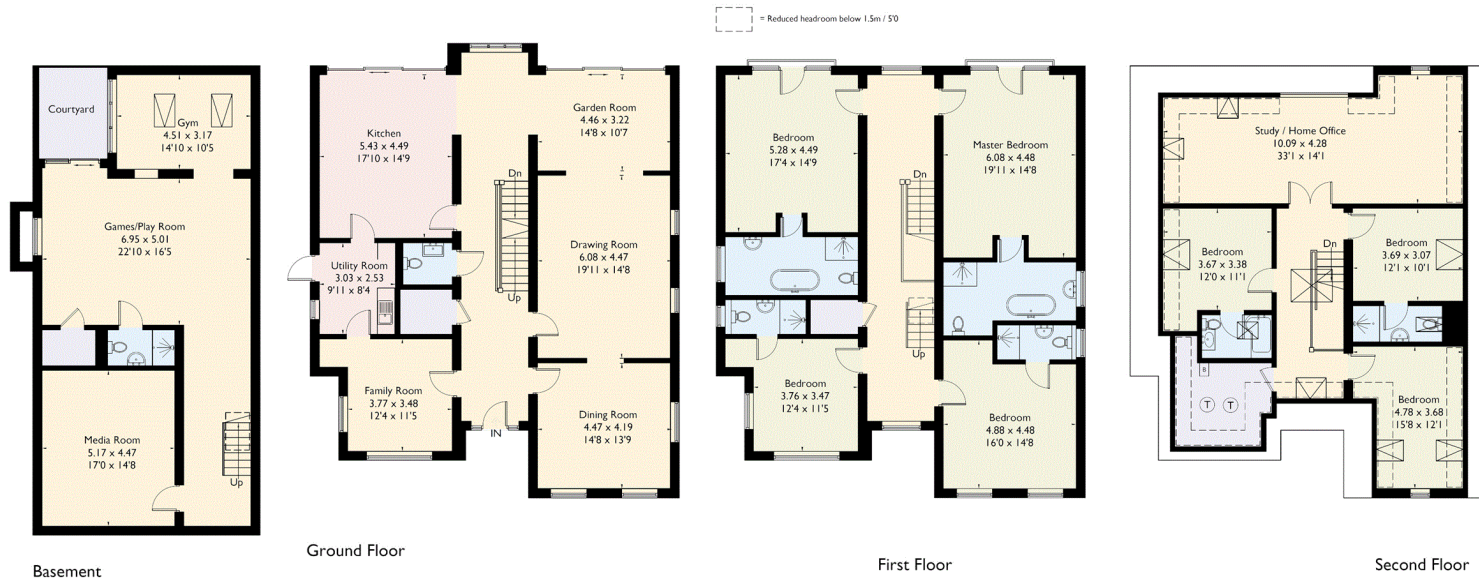 = Reduced headroom below 1.5m / 5'0
Courtyard
Gym
4.51 x 3.17
14'10 x 10'5
Games/Play Room
6.95 x 5.01
22'10 x 16'5
Media Room
5.17 x 4.47
17'0 x 14'8
Up
Basement
Kitchen
5.43 x 4.49
17'10 x 14'9
Garden Room
4.46 x 3.22
14'8 x 10'7
Dn
Utility Room
3.03 x 2.53
9'11 x 8'4
Drawing Room
6.08 x 4.47
19'11 x 14'8
Up
Family Room
3.77 x 3.48
12'4 x 11'5
Dining Room
4.47 x 4.19
14'8 x 13'9
IN
Ground Floor
Bedroom
5.28 x 4.49
17'4 x 14'9
Master Bedroom
6.08 x 4.48
19'11 x 14'8
Dn
Up
Bedroom
3.76 x 3.47
12'4 x 11'5
Bedroom
4.88 x 4.48
16'0 x 14'8
First Floor
Study / Home Office
10.09 x 4.28
33'1 x 14'1
Bedroom
3.67 x 3.38
12'0 x 11'1
Dn
Bedroom
3.69 x 3.07
12'1 x 10'1
B
T T
Bedroom
4.78 x 3.68
15'8 x 12'1
Second Floor